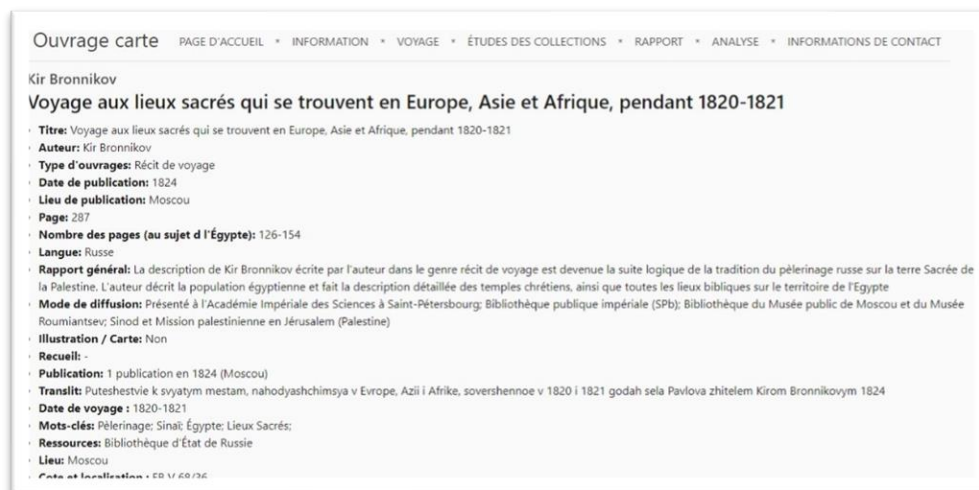 Ouvrage carte PAGE D'ACCUEIL * INFORMATION * VOYAGE * ÉTUDES DES COLLECTIONS * RAPPORT * ANALYSE * INFORMATIONS DE CONTACT
Kir Bronnikov
Voyage aux lieux sacrés qui se trouvent en Europe, Asie et Afrique, pendant 1820-1821
Titre: Voyage aux lieux sacrés qui se trouvent en Europe, Asie et Afrique, pendant 1820-1821
Auteur: Kir Bronnikov
Type d'ouvrages: Récit de voyage
Date de publication: 1824
Lieu de publication: Moscou
Page: 287
Nombre des pages (au sujet d l'Égypte): 126-154
Langue: Russe
Rapport général: La description de Kir Bronnikov écrite par l'auteur dans le genre récit de voyage est devenue la suite logique de la tradition du pèlerinage russe sur la terre Sacrée de
la Palestine. L'auteur décrit la population égyptienne et fait la description détaillée des temples chrétiens, ainsi que toutes les lieux bibliques sur le territoire de l'Egypte
Mode de diffusion: Présenté à l'Académie Impériale des Sciences à Saint-Pétersbourg; Bibliothèque publique impériale (SPb); Bibliothèque du Musée public de Moscou et du Musée
Roumiantsev; Sinod et Mission palestinienne en Jérusalem (Palestine)
Illustration / Carte: Non
Recueil: -
Publication: 1 publication en 1824 (Moscou)
Translit: Puteshestvie k svyatym mestam, nahodyashchimsya v Evrope, Azii i Afrike, sovershennoe v 1820 i 1821 godah sela Pavlova zhitelem Kirom Bronnikovym 1824
Date de voyage : 1820-1821
Mots-clés: Pèlerinage; Sinaï; Égypte; Lieux Sacrés;
Ressources: Bibliothèque d'État de Russie
Lieu: Moscou
Cote et localisation : FB V 68/36